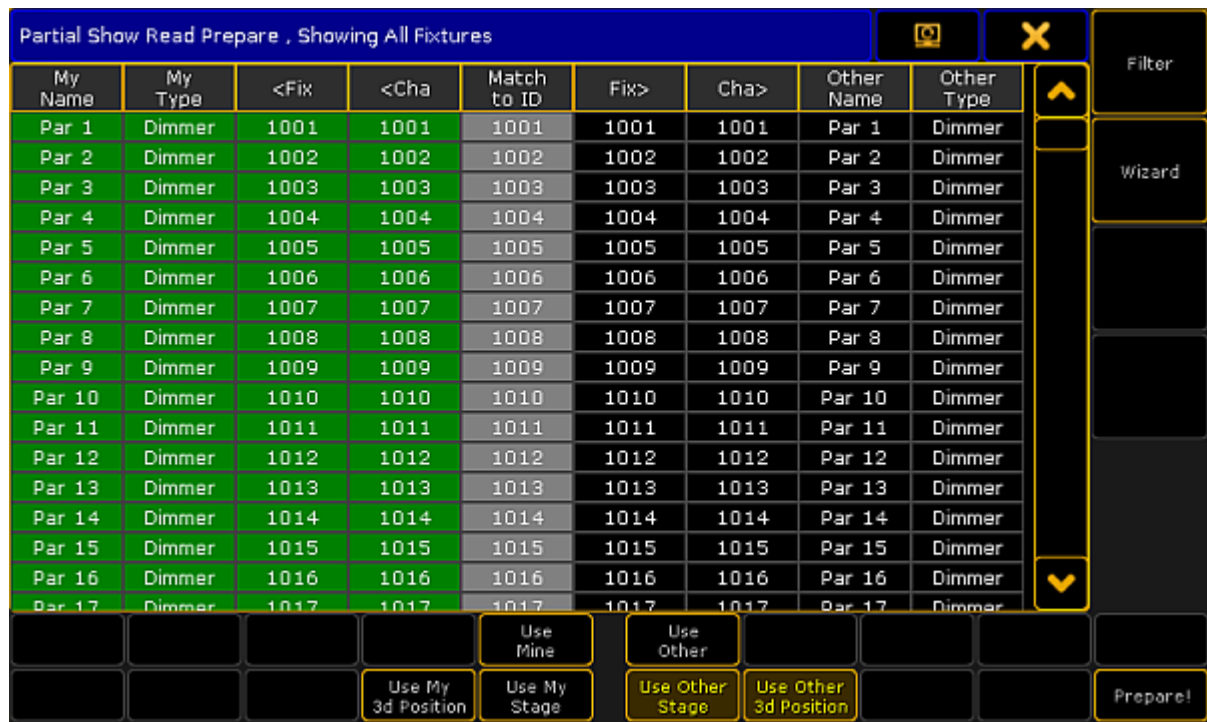 Partial Show Read Prepare , Showing All Fixtures
Filter
My Name My Type <Fix <Cha Match to ID Fix> Cha> Other Name Other Type
Par 1 Dimmer 1001 1001 1001 1001 1001 Par 1 Dimmer
Par 2 Dimmer 1002 1002 1002 1002 1002 Par 2 Dimmer
Wizard
Par 3 Dimmer 1003 1003 1003 1003 1003 Par 3 Dimmer
Par 4 Dimmer 1004 1004 1004 1004 1004 Par 4 Dimmer
Par 5 Dimmer 1005 1005 1005 1005 1005 Par 5 Dimmer
Par 6 Dimmer 1006 1006 1006 1006 1006 Par 6 Dimmer
Par 7 Dimmer 1007 1007 1007 1007 1007 Par 7 Dimmer
Par 8 Dimmer 1008 1008 1008 1008 1008 Par 8 Dimmer
Par 9 Dimmer 1009 1009 1009 1009 1009 Par 9 Dimmer
Par 10 Dimmer 1010 1010 1010 1010 1010 Par 10 Dimmer
Par 11 Dimmer 1011 1011 1011 1011 1011 Par 11 Dimmer
Par 12 Dimmer 1012 1012 1012 1012 1012 Par 12 Dimmer
Par 13 Dimmer 1013 1013 1013 1013 1013 Par 13 Dimmer
Par 14 Dimmer 1014 1014 1014 1014 1014 Par 14 Dimmer
Par 15 Dimmer 1015 1015 1015 1015 1015 Par 15 Dimmer
Par 16 Dimmer 1016 1016 1016 1016 1016 Par 16 Dimmer
Par 17 Dimmer 1017 1017 1017 1017 1017 Par 17 Dimmer
Use Mine Use Other
Use My 3d Position Use My Stage Use Other Stage Use Other 3d Position Prepare!